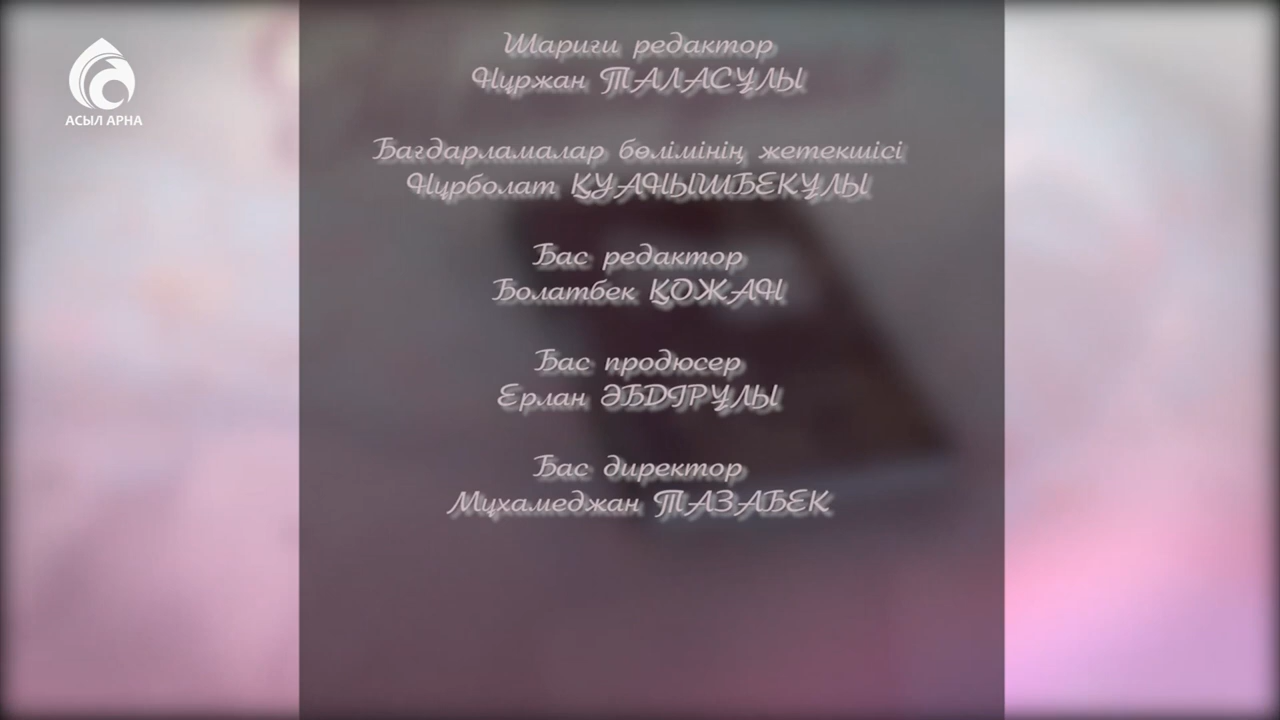 АСЫЛ АРНА
Шариғи редактор
Нұржан ТАЛАСҰЛЫ
Бағдарламалар бөлімінің жетекшісі
Нұрболат ҚУАНЫШБЕКҰЛЫ
Бас редактор
Болатбек ҚОЖАН
Бас продюсер
Ерлан ӘБДІРҰЛЫ
Бас директор
Мұхамеджан ТАЗАБЕК